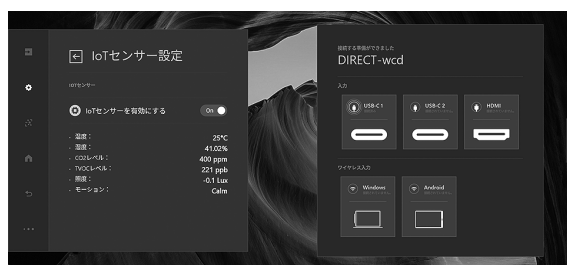 IoTセンサー設定
IOTセンサー
IoTセンサーを有効にする
On
- 温度： 25°C
- 湿度： 41.02%
- CO2レベル： 400 ppm
- TVOCレベル： 221 ppb
- 照度： -0.1 Lux
- モーション： Calm
接続する準備ができました
DIRECT-wcd
入力
USB-C 1
USB-C 2
HDMI
ワイヤレス入力
Windows
Android